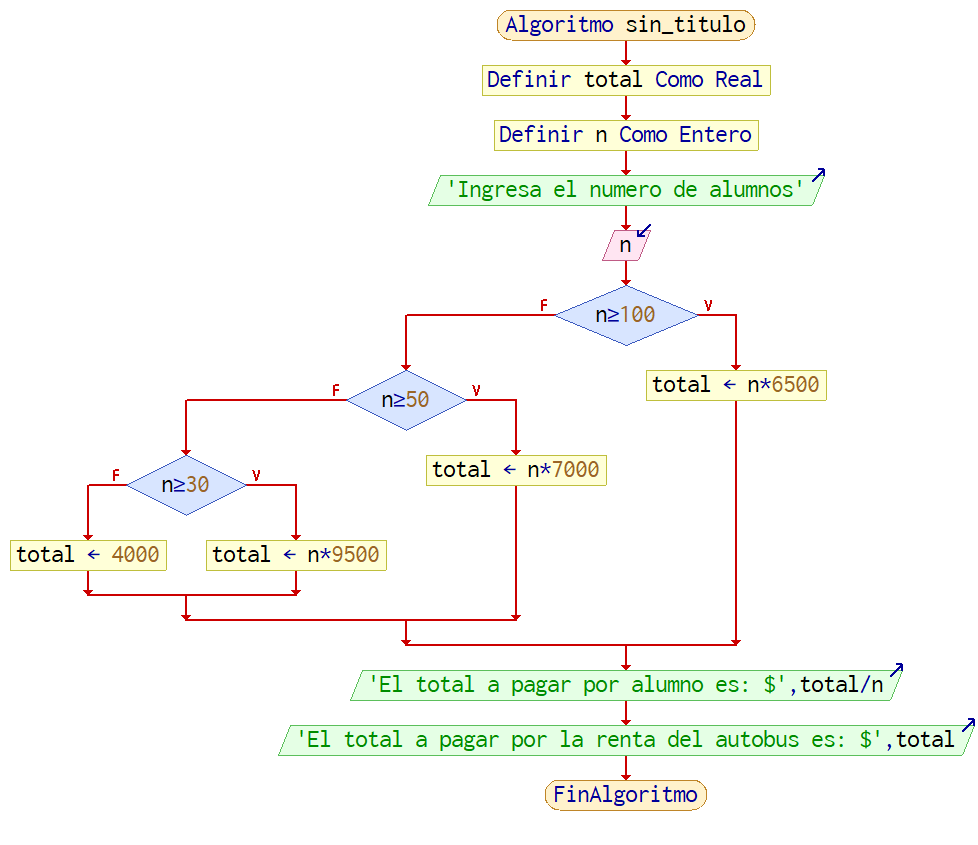 Algoritmo sin_titulo
Definir total Como Real
Definir n Como Entero
'Ingresa el numero de alumnos'
n
n≥100
F
V
n≥50
F
V
total ← n*6500
n≥30
F
V
total ← n*7000
total ← 4000
total ← n*9500
'El total a pagar por alumno es: $',total/n
'El total a pagar por la renta del autobus es: $',total
FinAlgoritmo